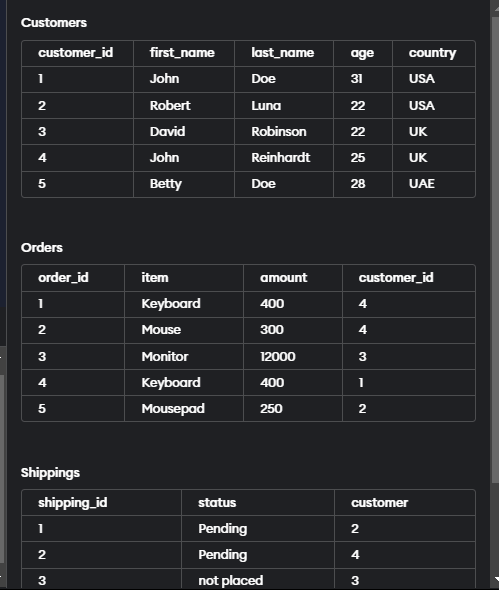 Customers
customer_id first_name last_name age country
1 John Doe 31 USA
2 Robert Luna 22 USA
3 David Robinson 22 UK
4 John Reinhardt 25 UK
5 Betty Doe 28 UAE
Orders
order_id item amount customer_id
1 Keyboard 400 4
2 Mouse 300 4
3 Monitor 12000 3
4 Keyboard 400 1
5 Mousepad 250 2
Shippings
shipping_id status customer
1 Pending 2
2 Pending 4
3 not placed 3